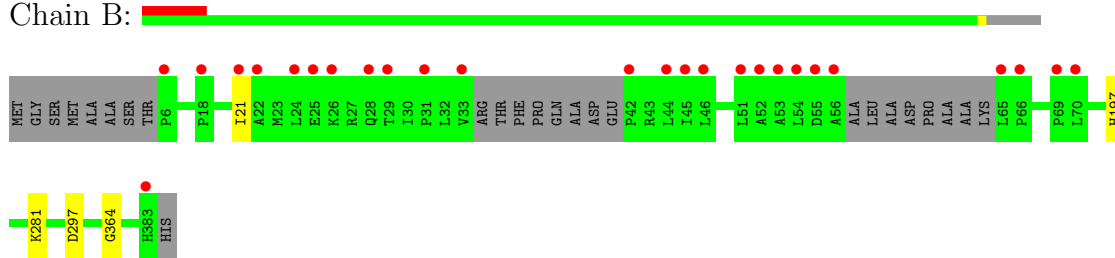 Chain B:
MET GLY SER MET ALA ALA SER THR P6 P18 I21 A22 M23 L24 E25 K26 R27 Q28 T29 I30 P31 L32 V33 ARG THR PHE PRO GLN ALA ASP GLU P42 R43 L44 I45 L46 L51 A52 A53 L54 D55 A56 ALA LEU ALA ASP PRO ALA ALA LYS L65 P66 P69 L70 H197
K281 D297 G364 H383 HIS